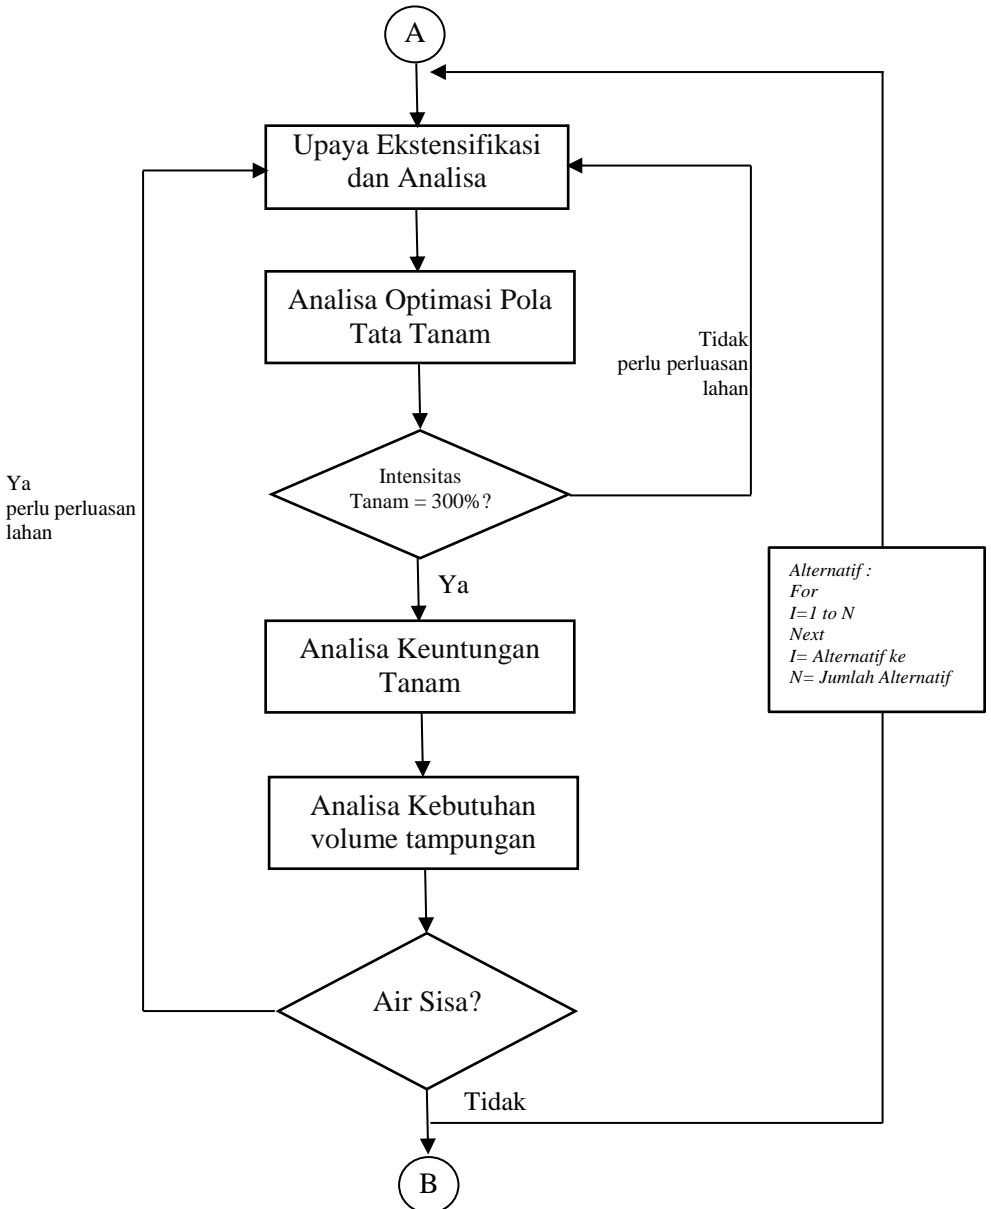 A
Upaya Ekstensifikasi
dan Analisa
Analisa Optimasi Pola
Tata Tanam
Tidak
perlu perluasan
lahan
Intensitas
Tanam = 300%?
Ya
perlu perluasan
lahan
Ya
Alternatif :
For
I=1 to N
Next
I= Alternatif ke
N= Jumlah Alternatif
Analisa Keuntungan
Tanam
Analisa Kebutuhan
volume tampungan
Air Sisa?
Tidak
B